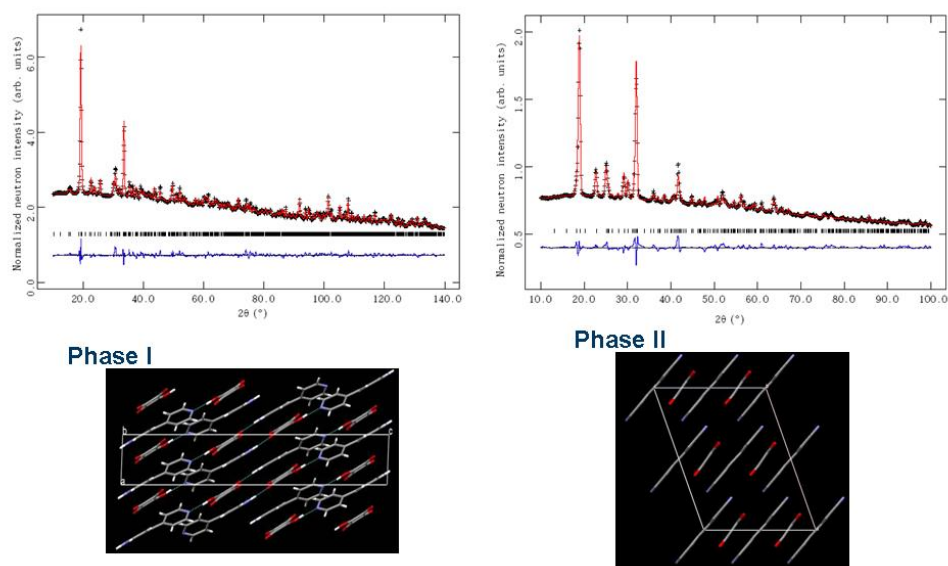 Normalized neutron intensity (arb. units)
6.0
4.0
2.0
0.0
20.0 40.0 60.0 80.0 100.0 120.0 140.0
2θ (°)
Normalized neutron intensity (arb. units)
2.0
1.5
1.0
0.5
10.0 20.0 30.0 40.0 50.0 60.0 70.0 80.0 90.0 100.0
2θ (°)
Phase I
Phase II
b
c
a